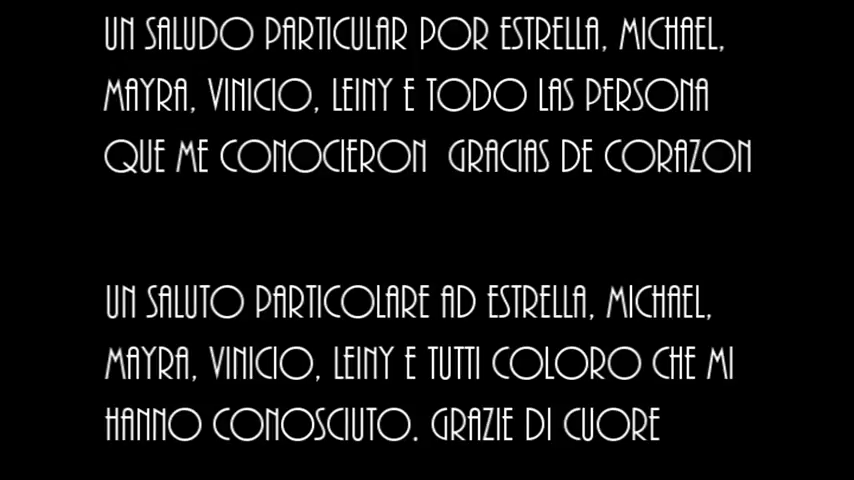 UN SALUDO PARTICULAR POR ESTRELLA, MICHAEL,
MAYRA, VINICIO, LEINY E TODO LAS PERSONA
QUE ME CONOCIERON GRACIAS DE CORAZON
UN SALUTO PARTICOLARE AD ESTRELLA, MICHAEL,
MAYRA, VINICIO, LEINY E TUTTI COLORO CHE MI
HANNO CONOSCIUTO. GRAZIE DI CUORE